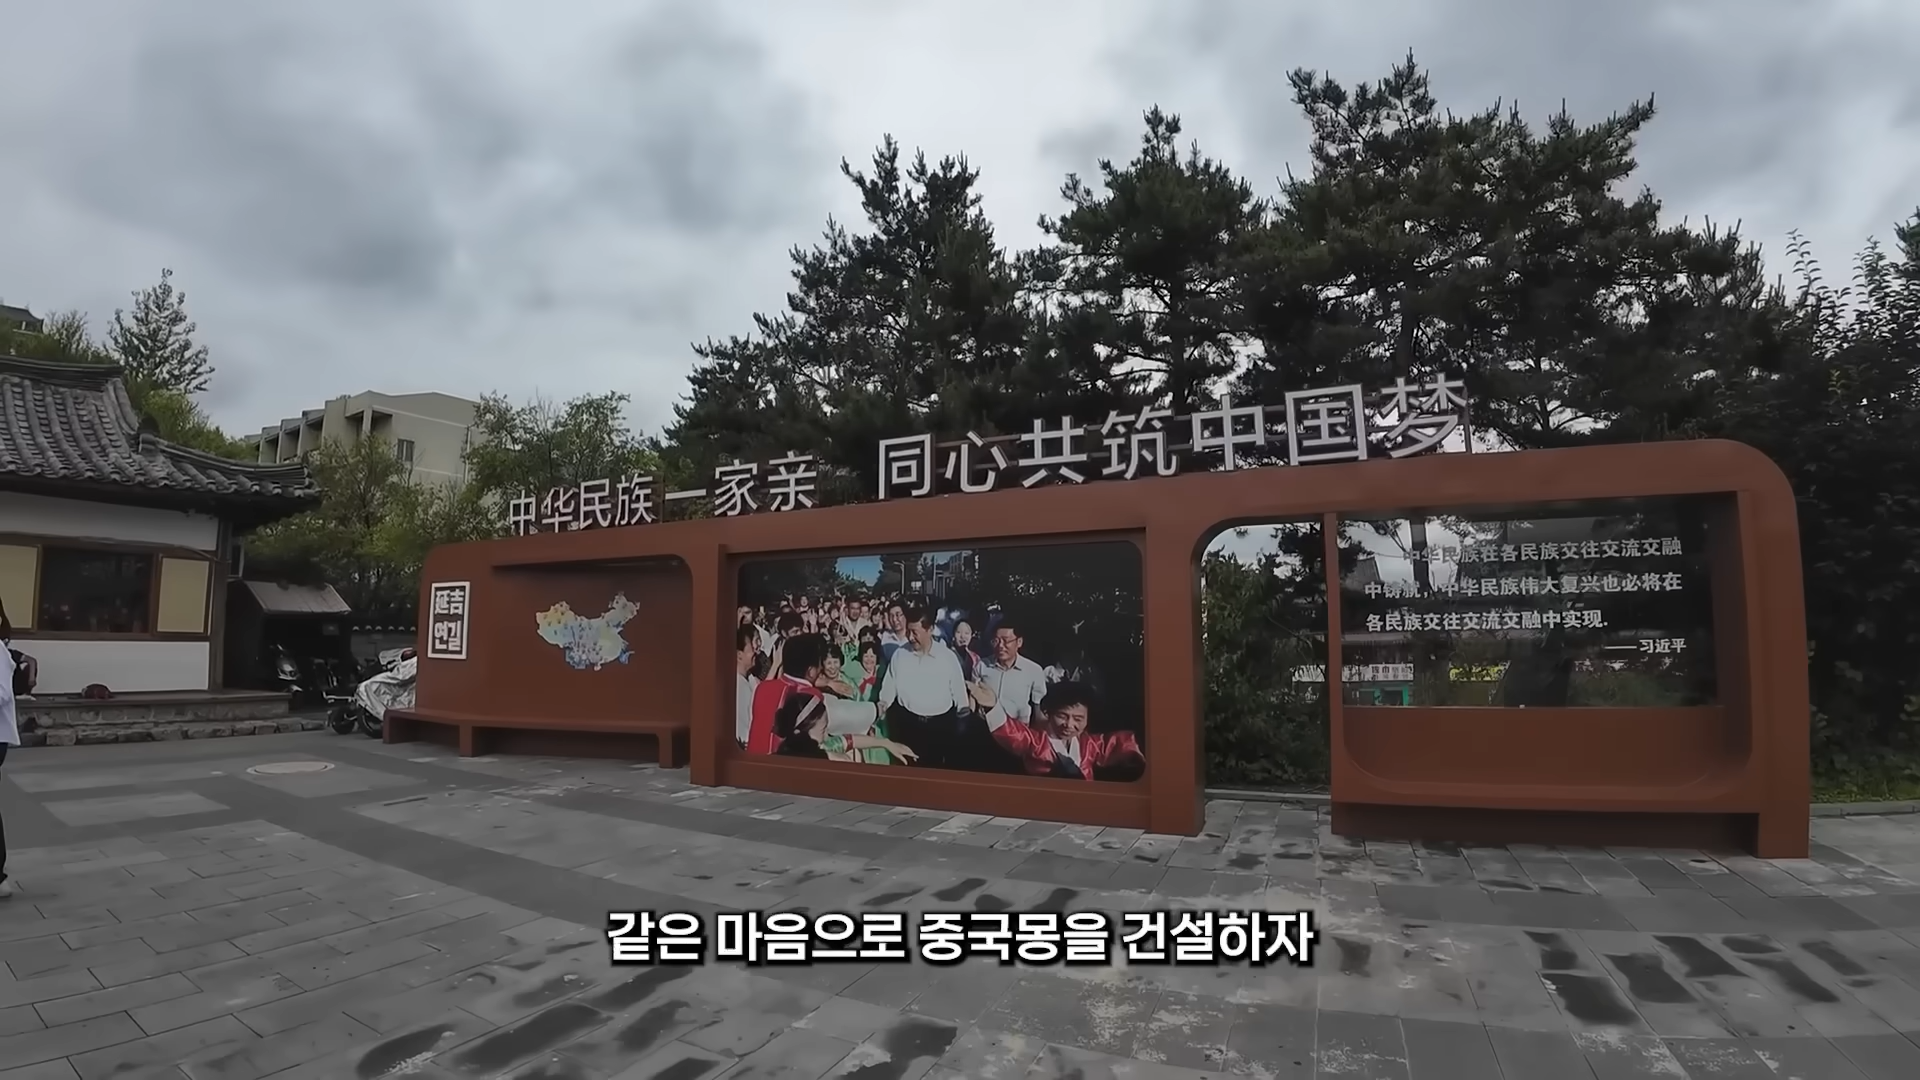 中华民族一家亲 同心共筑中国梦
延吉
연길
中华民族在各民族交往交流交融
中铸就，中华民族伟大复兴也必将在
各民族交往交流交融中实现.
——习近平
같은 마음으로 중국몽을 건설하자